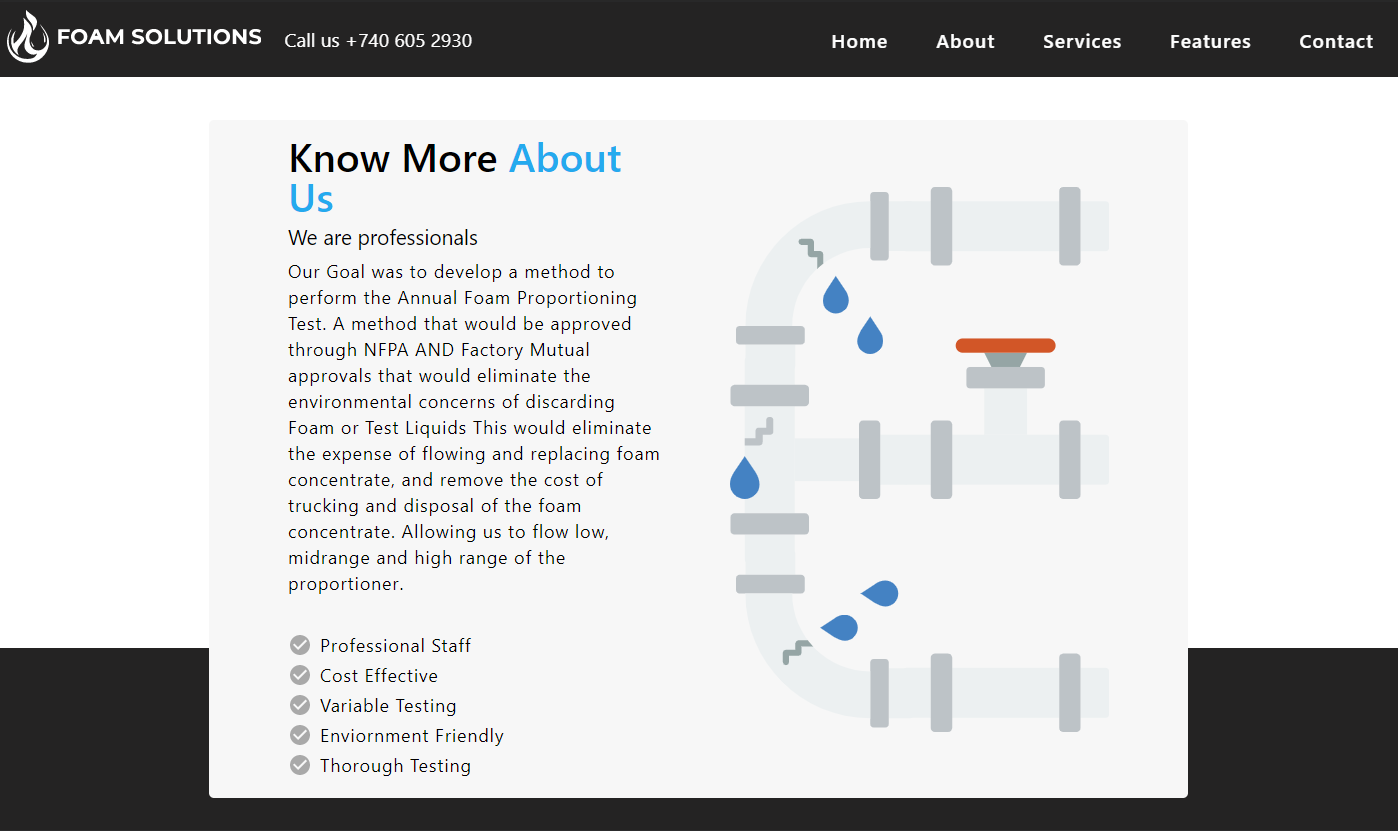 FOAM SOLUTIONS
Call us +740 605 2930
Home
About
Services
Features
Contact
Know More About
Us
We are professionals
Our Goal was to develop a method to
perform the Annual Foam Proportioning
Test. A method that would be approved
through NFPA AND Factory Mutual
approvals that would eliminate the
environmental concerns of discarding
Foam or Test Liquids This would eliminate
the expense of flowing and replacing foam
concentrate, and remove the cost of
trucking and disposal of the foam
concentrate. Allowing us to flow low,
midrange and high range of the
proportioner.
Professional Staff
Cost Effective
Variable Testing
Enviornment Friendly
Thorough Testing